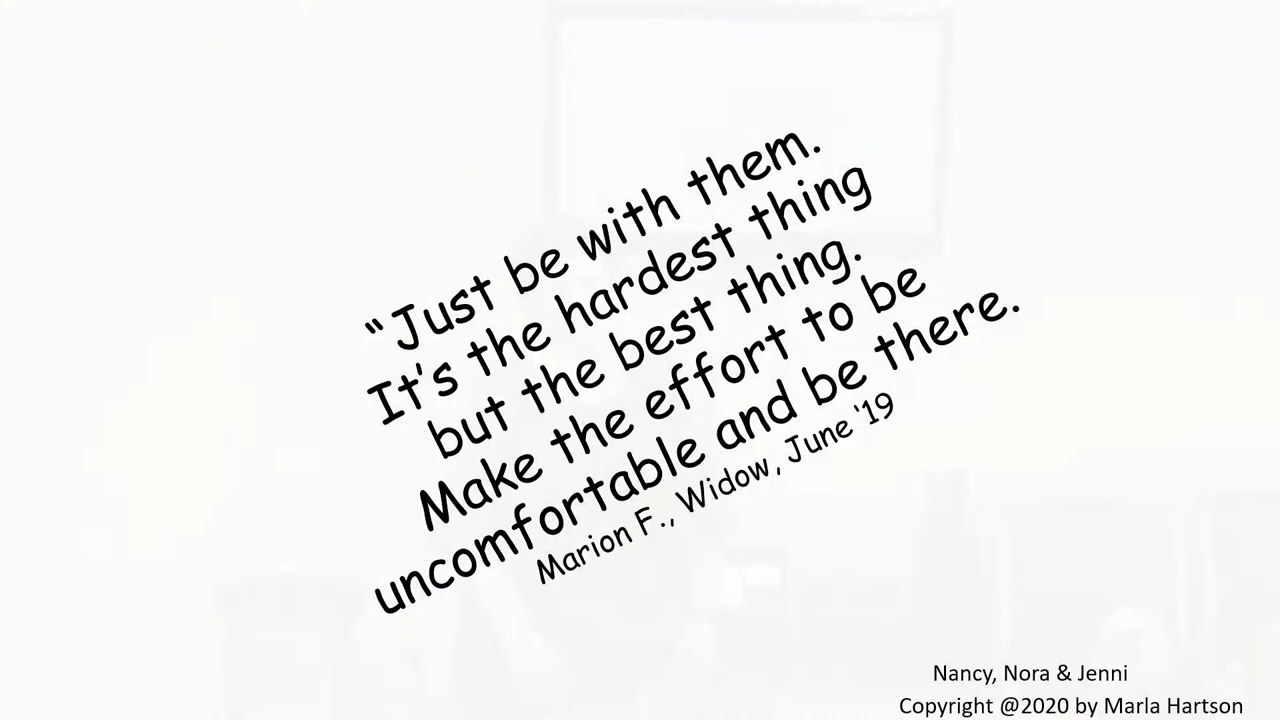 "Just be with them.
It's the hardest thing
but the best thing.
Make the effort to be
uncomfortable and be there.
Marion F., Widow, June '19
Nancy, Nora & Jenni
Copyright @2020 by Marla Hartson